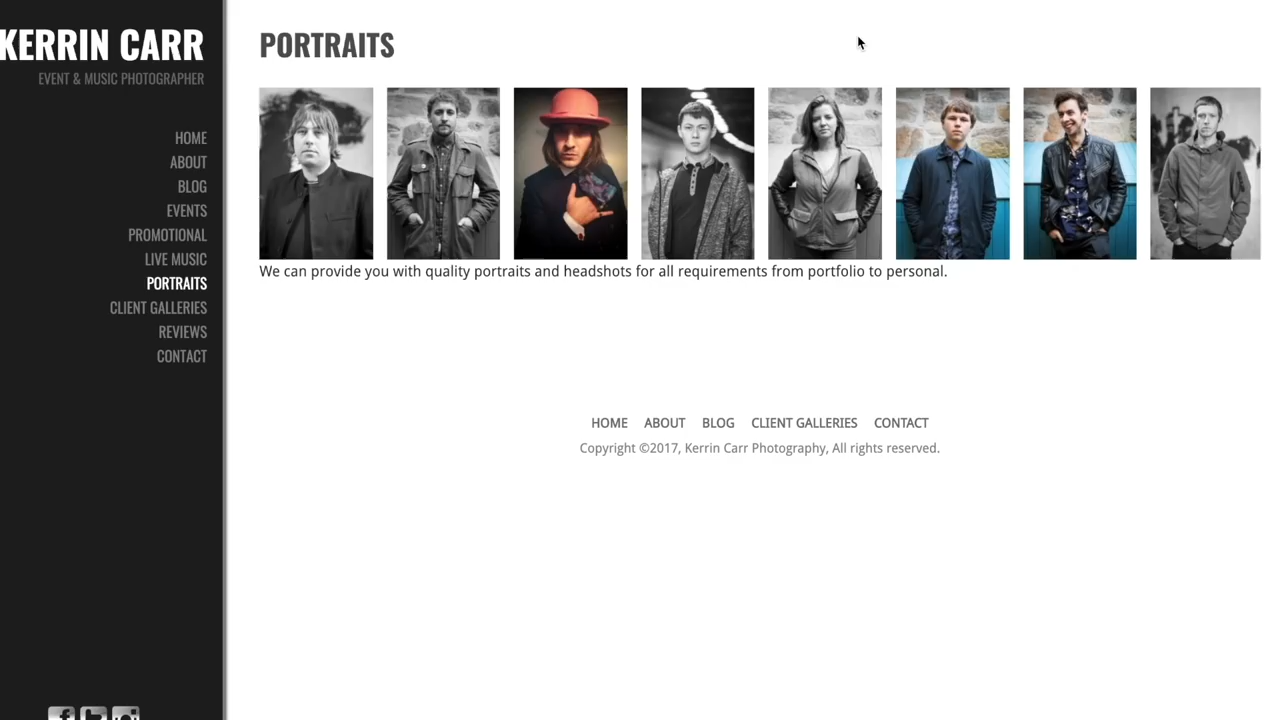 KERRIN CARR
EVENT & MUSIC PHOTOGRAPHER
HOME
ABOUT
BLOG
EVENTS
PROMOTIONAL
LIVE MUSIC
PORTRAITS
CLIENT GALLERIES
REVIEWS
CONTACT
PORTRAITS
We can provide you with quality portraits and headshots for all requirements from portfolio to personal.
HOME ABOUT BLOG CLIENT GALLERIES CONTACT
Copyright ©2017, Kerrin Carr Photography, All rights reserved.